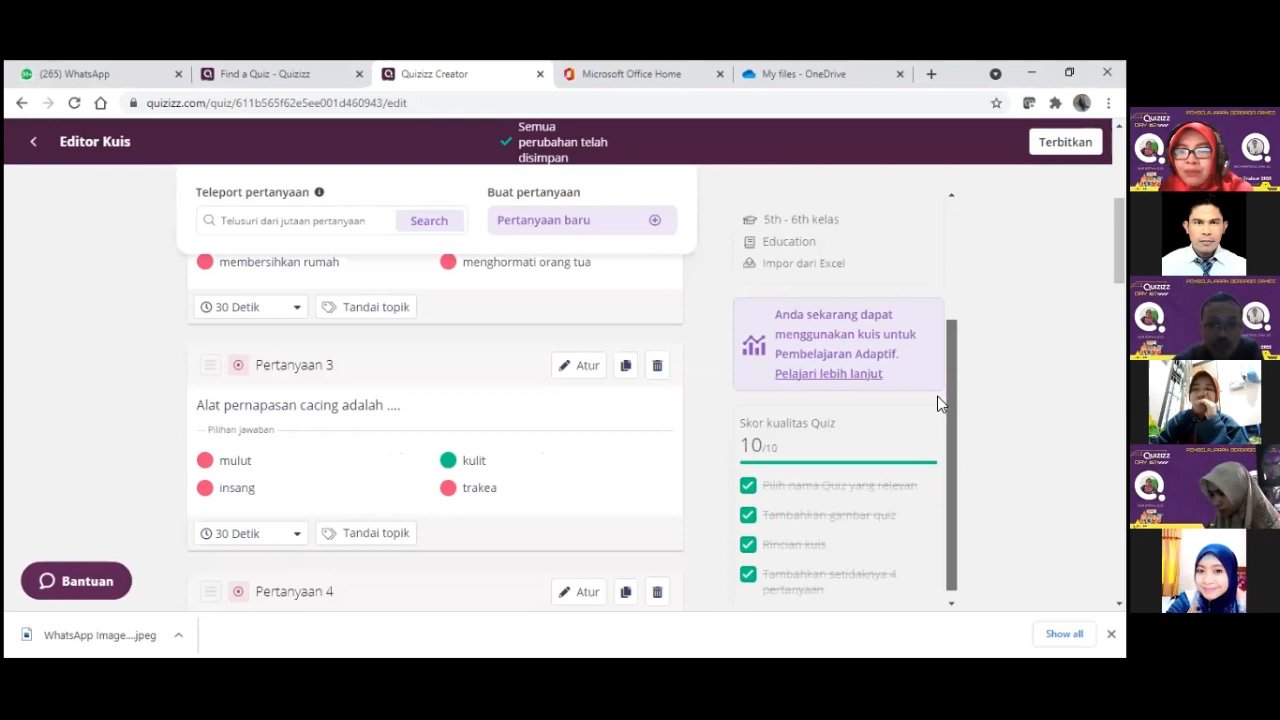 (265) WhatsApp
Find a Quiz - Quizizz
Quizizz Creator
Microsoft Office Home
My files - OneDrive
quizizz.com/quiz/611b565f62e5ee001d460943/edit
Editor Kuis
Semua
perubahan telah
disimpan
Terbitkan
Teleport pertanyaan
Buat pertanyaan
Telusuri dari jutaan pertanyaan
Search
Pertanyaan baru
membersihkan rumah
menghormati orang tua
30 Detik
Tandai topik
Pertanyaan 3
Atur
Alat pernapasan cacing adalah ....
Pilihan jawaban
mulut
kulit
insang
trakea
30 Detik
Tandai topik
Pertanyaan 4
Atur
Bantuan
5th - 6th kelas
Education
Impor dari Excel
Anda sekarang dapat
menggunakan kuis untuk
Pembelajaran Adaptif.
Pelajari lebih lanjut
Skor kualitas Quiz
10/10
Pilih nama Quiz yang relevan
Tambahkan gambar quiz
Rincian kuis
Tambahkan setidaknya 4
pertanyaan
WhatsApp Image....jpeg
Show all
Quizizz
Quizizz
Quizizz